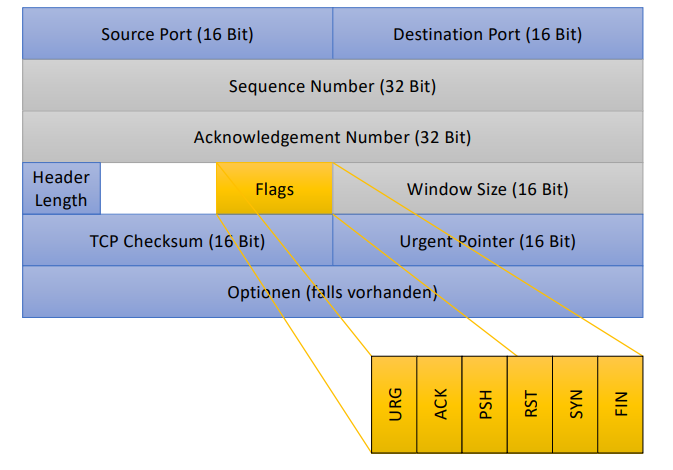 Source Port (16 Bit)
Destination Port (16 Bit)
Sequence Number (32 Bit)
Acknowledgement Number (32 Bit)
Header
Length
Flags
Window Size (16 Bit)
TCP Checksum (16 Bit)
Urgent Pointer (16 Bit)
Optionen (falls vorhanden)
URG
ACK
PSH
RST
SYN
FIN